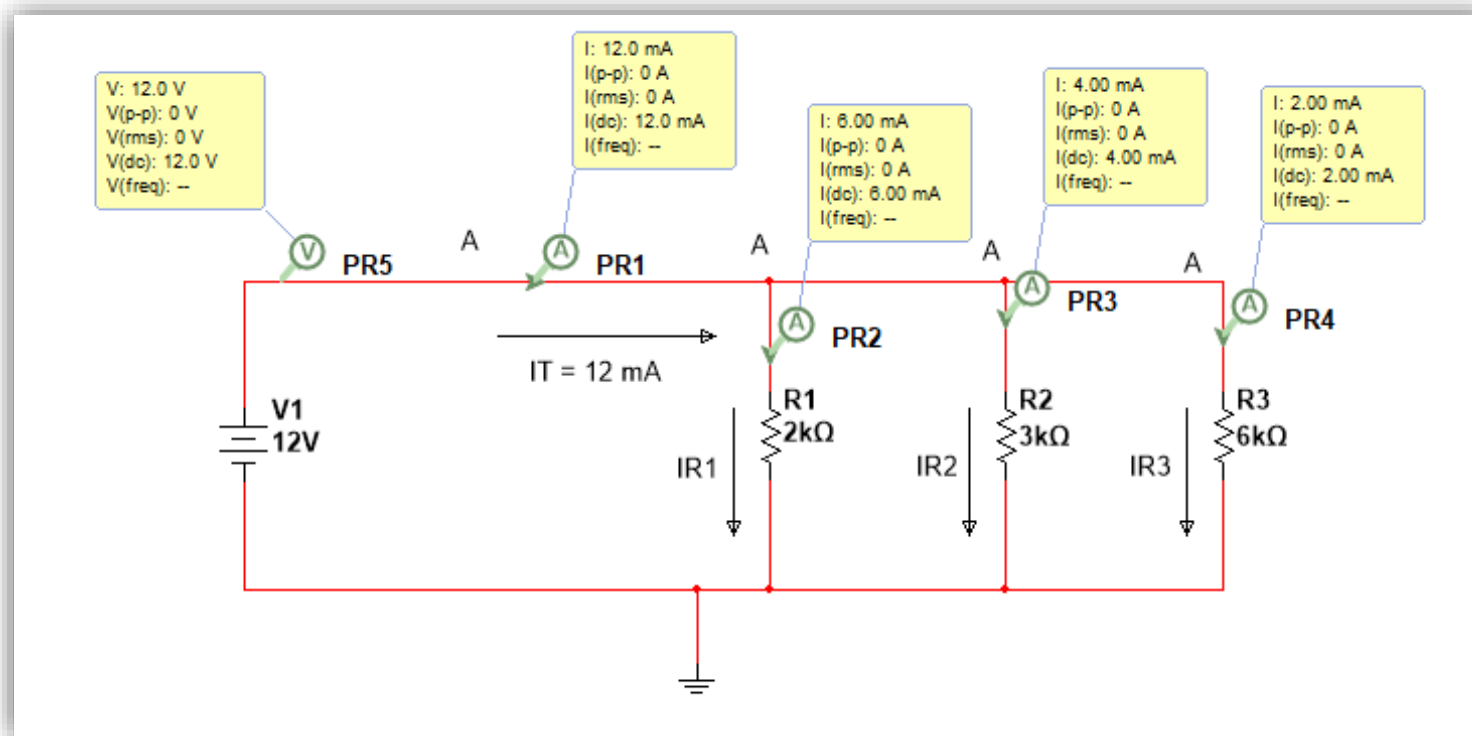 V: 12.0 V
V(p-p): 0 V
V(rms): 0 V
V(dc): 12.0 V
V(freq): --
I: 12.0 mA
I(p-p): 0 A
I(rms): 0 A
I(dc): 12.0 mA
I(freq): --
I: 6.00 mA
I(p-p): 0 A
I(rms): 0 A
I(dc): 6.00 mA
I(freq): --
I: 4.00 mA
I(p-p): 0 A
I(rms): 0 A
I(dc): 4.00 mA
I(freq): --
I: 2.00 mA
I(p-p): 0 A
I(rms): 0 A
I(dc): 2.00 mA
I(freq): --
V
PR5
A
A
PR1
A
A
PR2
A
A
PR3
A
A
PR4
IT = 12 mA
V1
12V
R1
2kΩ
IR1
R2
3kΩ
IR2
R3
6kΩ
IR3